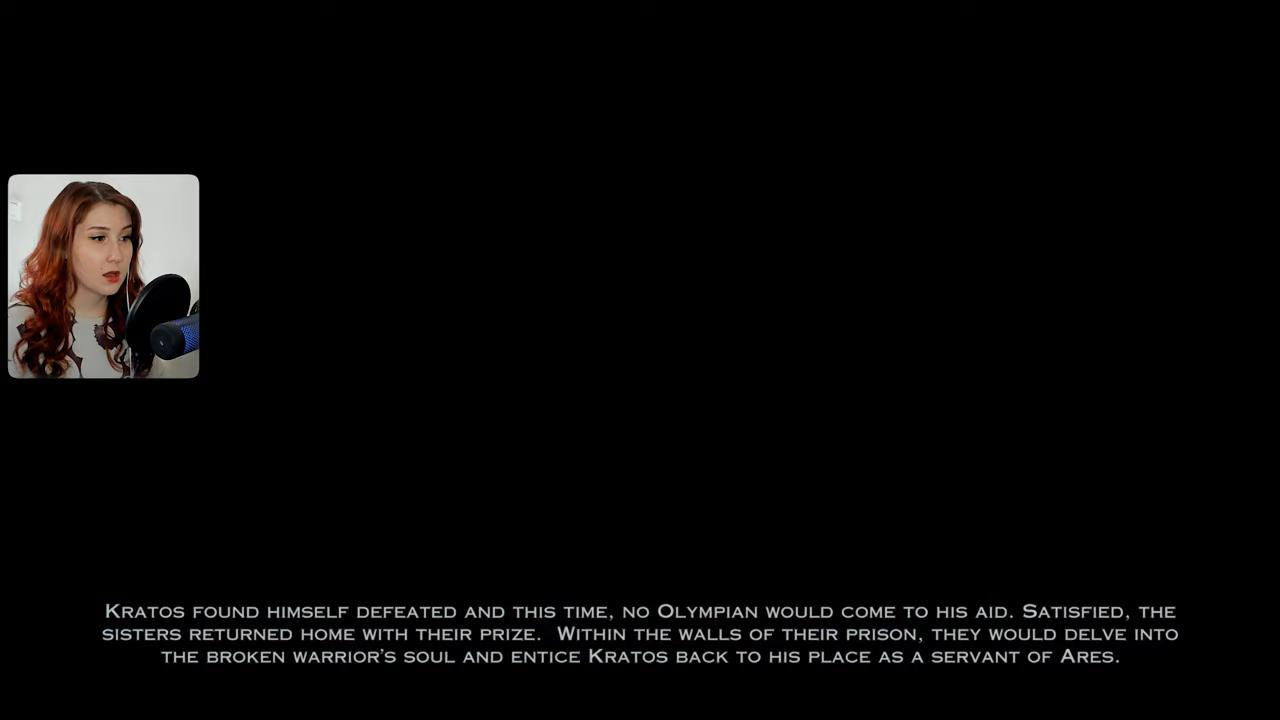 Kratos found himself defeated and this time, no Olympian would come to his aid. Satisfied, the
sisters returned home with their prize.  Within the walls of their prison, they would delve into
the broken warrior's soul and entice Kratos back to his place as a servant of Ares.